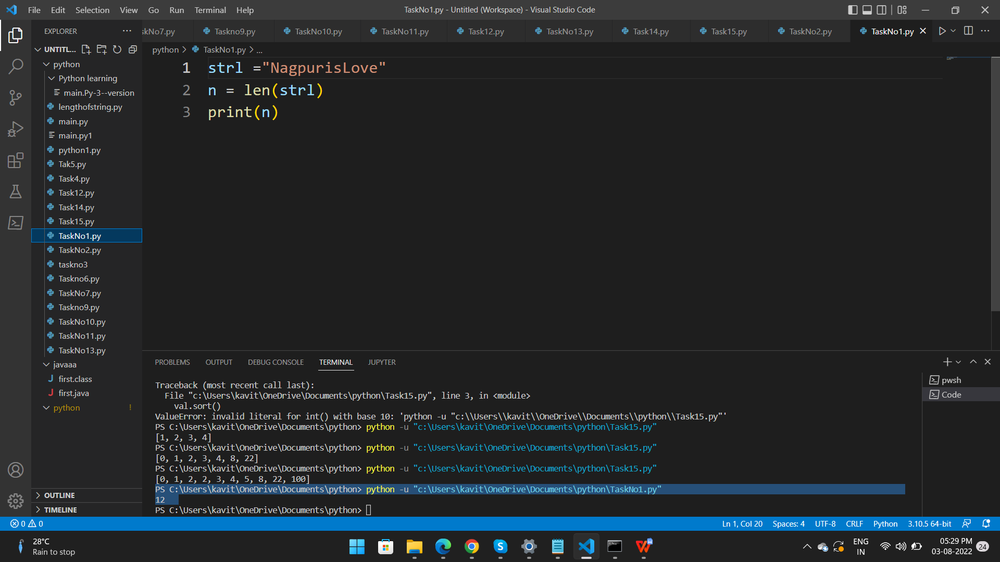 File Edit Selection View Go Run Terminal Help
TaskNo1.py - Untitled (Workspace) - Visual Studio Code
EXPLORER
skNo7.py Taskno9.py TaskNo10.py TaskNo11.py Task12.py TaskNo13.py Task14.py Task15.py TaskNo2.py TaskNo1.py
UNTITL...
python > TaskNo1.py > ...
python
Python learning
main.Py-3--version
lengthofstring.py
main.py
main.py1
python1.py
Tak5.py
Task4.py
Task12.py
Task14.py
Task15.py
TaskNo1.py
TaskNo2.py
taskno3
Taskno6.py
TaskNo7.py
Taskno9.py
TaskNo10.py
TaskNo11.py
TaskNo13.py
javaaa
J first.class
J first.java
python !
OUTLINE
TIMELINE
1 strl ="NagpurisLove"
2 n = len(strl)
3 print(n)
PROBLEMS OUTPUT DEBUG CONSOLE TERMINAL JUPYTER
pwsh
Code
Traceback (most recent call last):
File "c:\Users\kavit\OneDrive\Documents\python\Task15.py", line 3, in <module>
val.sort()
ValueError: invalid literal for int() with base 10: 'python -u "c:\\Users\\kavit\\OneDrive\\Documents\\python\\Task15.py"'
PS C:\Users\kavit\OneDrive\Documents\python> python -u "c:\Users\kavit\OneDrive\Documents\python\Task15.py"
[1, 2, 3, 4]
PS C:\Users\kavit\OneDrive\Documents\python> python -u "c:\Users\kavit\OneDrive\Documents\python\Task15.py"
[0, 1, 2, 3, 4, 8, 22]
PS C:\Users\kavit\OneDrive\Documents\python> python -u "c:\Users\kavit\OneDrive\Documents\python\Task15.py"
[0, 1, 2, 2, 3, 4, 5, 8, 22, 100]
PS C:\Users\kavit\OneDrive\Documents\python> python -u "c:\Users\kavit\OneDrive\Documents\python\TaskNo1.py"
12
PS C:\Users\kavit\OneDrive\Documents\python>
0 0 Ln 1, Col 20 Spaces: 4 UTF-8 CRLF Python 3.10.5 64-bit
28°C
Rain to stop
ENG
IN
05:29 PM
03-08-2022
24